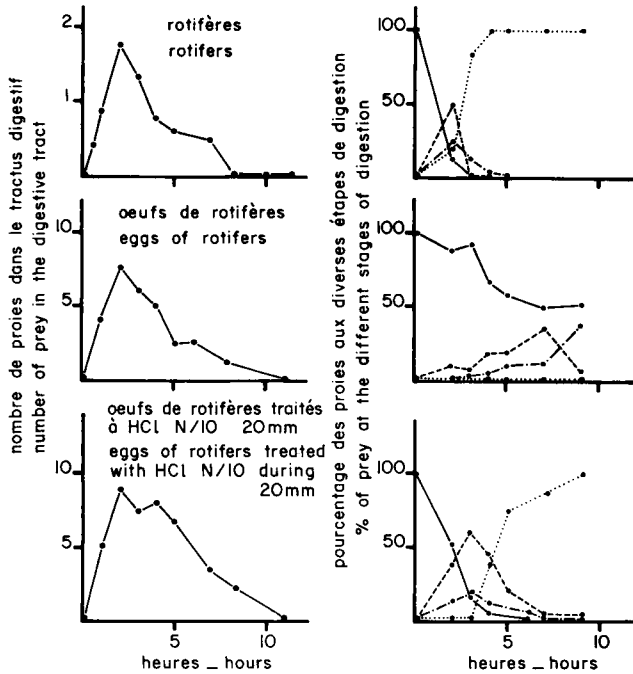 nombre de proies dans le tractus digestif
number of prey in the digestive tract
2
1
rotifères
rotifers
10
5
oeufs de rotifères
eggs of rotifers
10
5
oeufs de rotifères traités
à HCl N/10 20mm
eggs of rotifers treated
with HCl N/10 during
20mm
5 10
heures _ hours
pourcentage des proies aux diverses étapes de digestion
% of prey at the different stages of digestion
100
50
100
50
100
50
5 10
heures _ hours